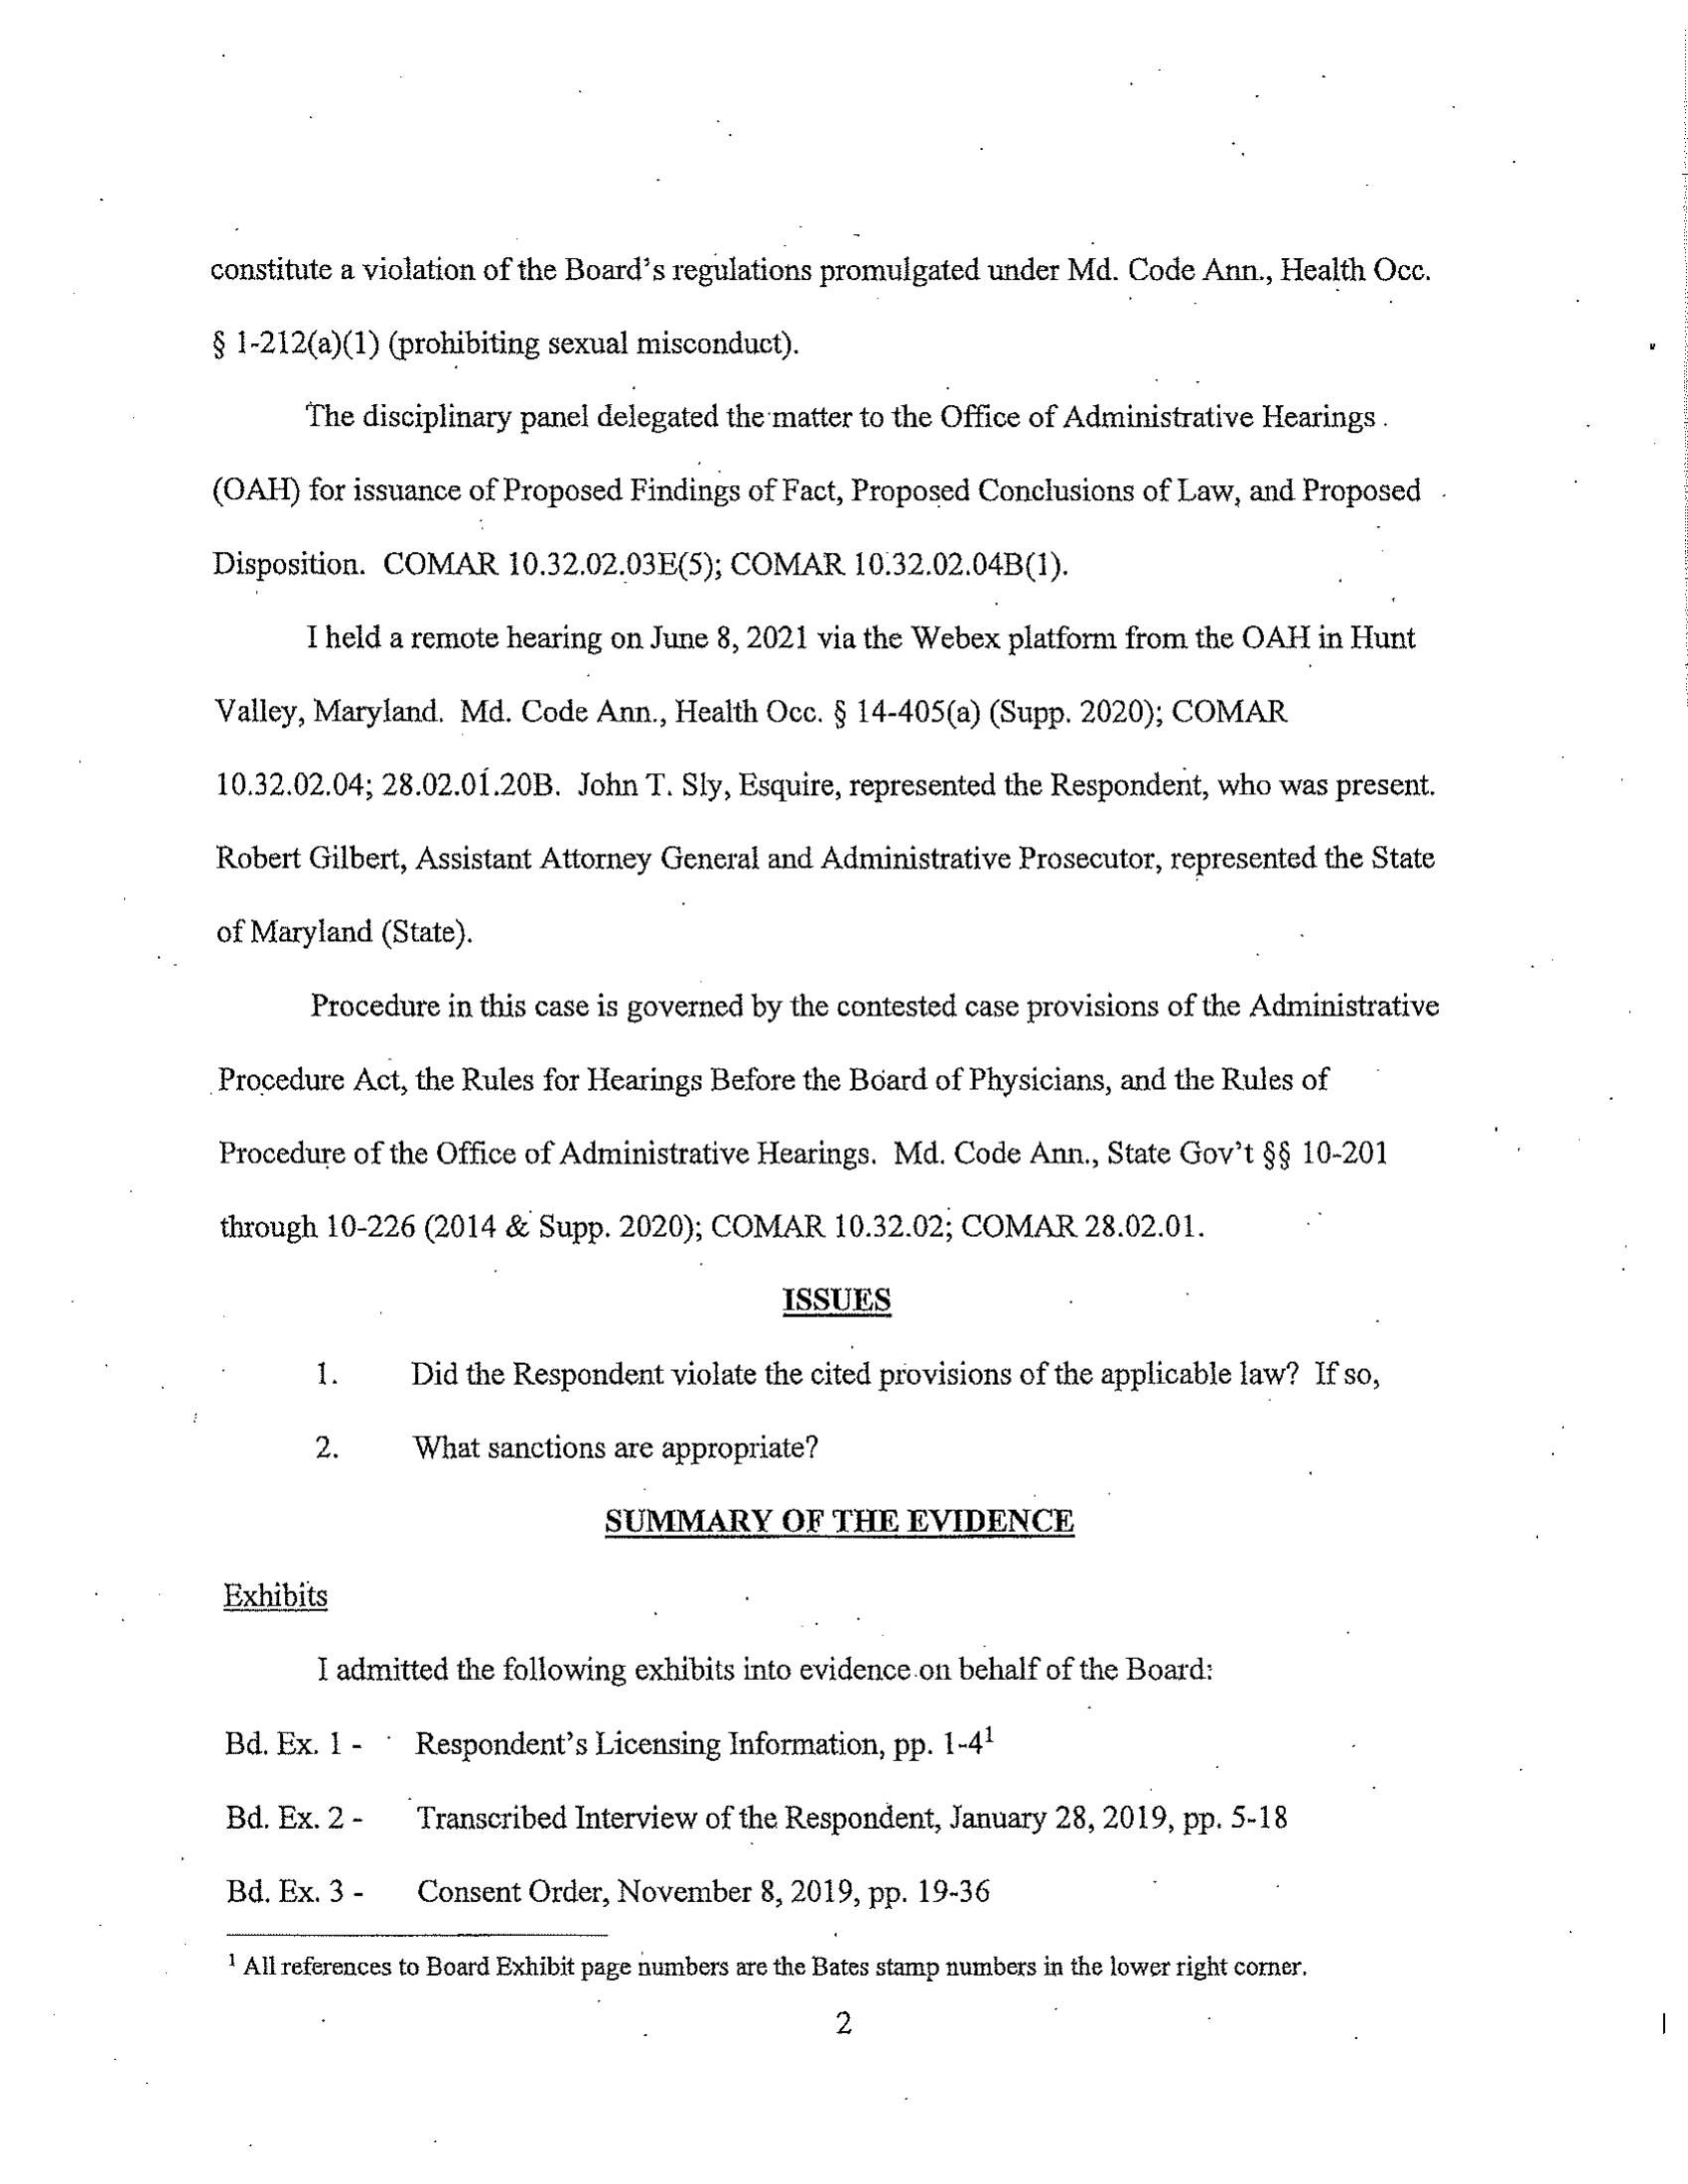 constitute a violation of the Board's regulations promulgated under Md. Code Ann., Health Occ.
§ 1-212(a)(1) (prohibiting sexual misconduct).
The disciplinary panel delegated the matter to the Office of Administrative Hearings
(OAH) for issuance of Proposed Findings of Fact, Proposed Conclusions of Law, and Proposed
Disposition. COMAR 10.32.02.03E(5); COMAR 10.32.02.04B(1).
I held a remote hearing on June 8, 2021 via the Webex platform from the OAH in Hunt
Valley, Maryland. Md. Code Ann., Health Occ. § 14-405(a) (Supp. 2020); COMAR
10.32.02.04; 28.02.01.20B. John T. Sly, Esquire, represented the Respondent, who was present.
Robert Gilbert, Assistant Attorney General and Administrative Prosecutor, represented the State
of Maryland (State).
Procedure in this case is governed by the contested case provisions of the Administrative
Procedure Act, the Rules for Hearings Before the Board of Physicians, and the Rules of
Procedure of the Office of Administrative Hearings. Md. Code Ann., State Gov't §§ 10-201
through 10-226 (2014 & Supp. 2020); COMAR 10.32.02; COMAR 28.02.01.
ISSUES
1. Did the Respondent violate the cited provisions of the applicable law? If so,
2. What sanctions are appropriate?
SUMMARY OF THE EVIDENCE
Exhibits
I admitted the following exhibits into evidence on behalf of the Board:
Bd. Ex. 1 - Respondent's Licensing Information, pp. 1-4¹
Bd. Ex. 2 - Transcribed Interview of the Respondent, January 28, 2019, pp. 5-18
Bd. Ex. 3 - Consent Order, November 8, 2019, pp. 19-36
¹ All references to Board Exhibit page numbers are the Bates stamp numbers in the lower right corner.
2